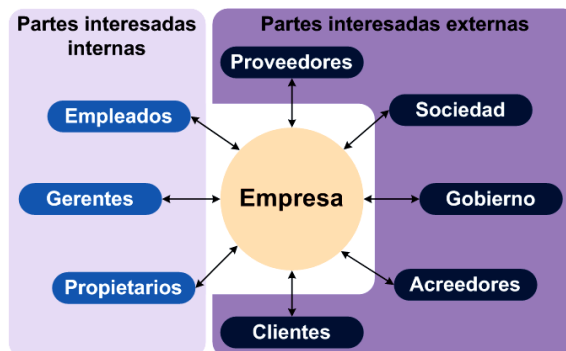 Partes interesadas
internas
Partes interesadas externas
Proveedores
Empleados
Sociedad
Gerentes
Empresa
Gobierno
Propietarios
Acreedores
Clientes